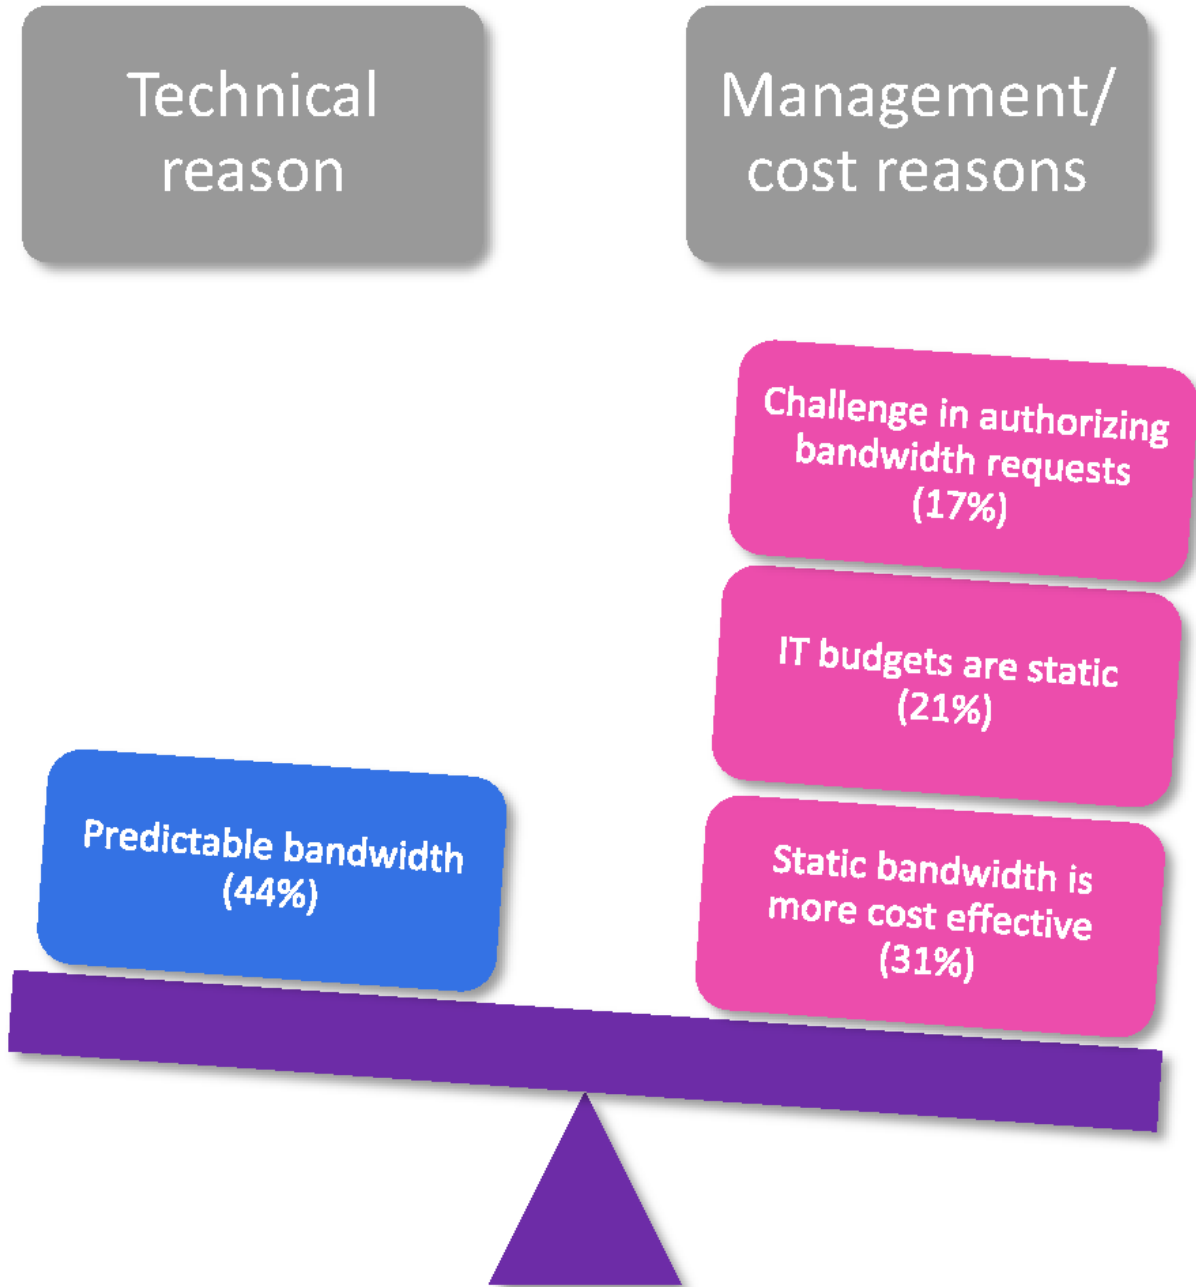 Technical
reason
Management/
cost reasons
Challenge in authorizing
bandwidth requests
(17%)
IT budgets are static
(21%)
Predictable bandwidth
(44%)
Static bandwidth is
more cost effective
(31%)